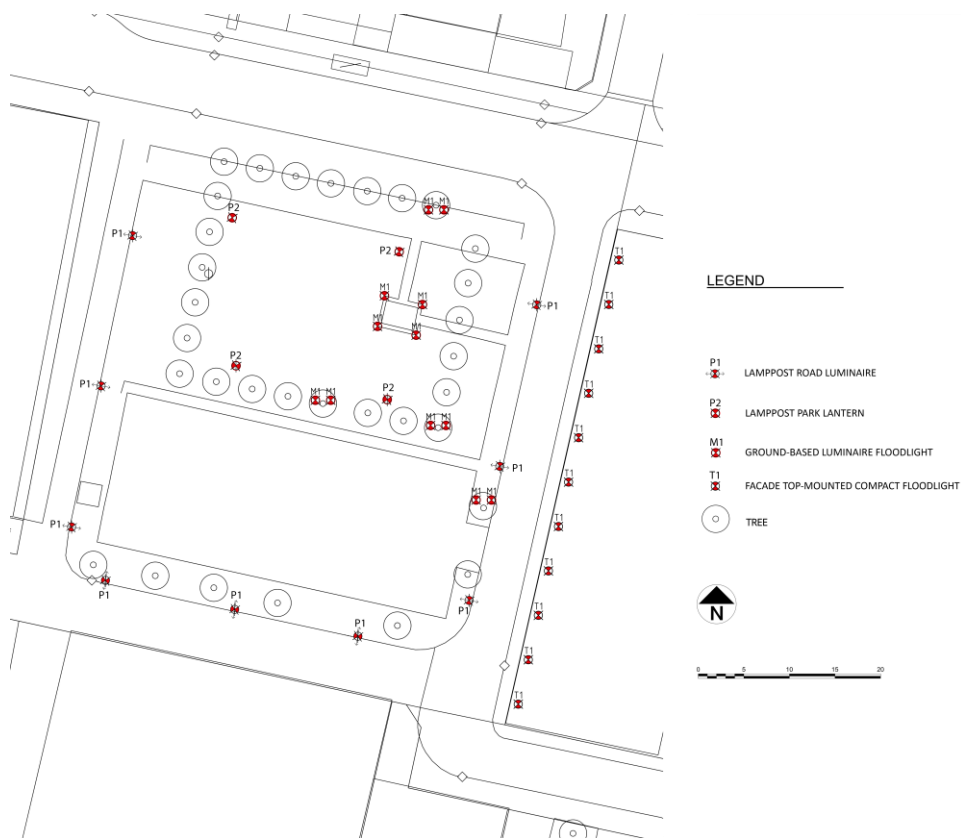 M1 M1
P2
P1
P2
T1
M1
M1
T1
P1
M1
M1
T1
P2
P1
T1
M1 M1
P2
M1 M1
T1
P1
T1
M1 M1
P1
T1
T1
P1
P1
P1
P1
T1
P1
T1
T1
LEGEND
P1
LAMPPOST ROAD LUMINAIRE
P2
LAMPPOST PARK LANTERN
M1
GROUND-BASED LUMINAIRE FLOODLIGHT
T1
FACADE TOP-MOUNTED COMPACT FLOODLIGHT
TREE
N
0 5 10 15 20